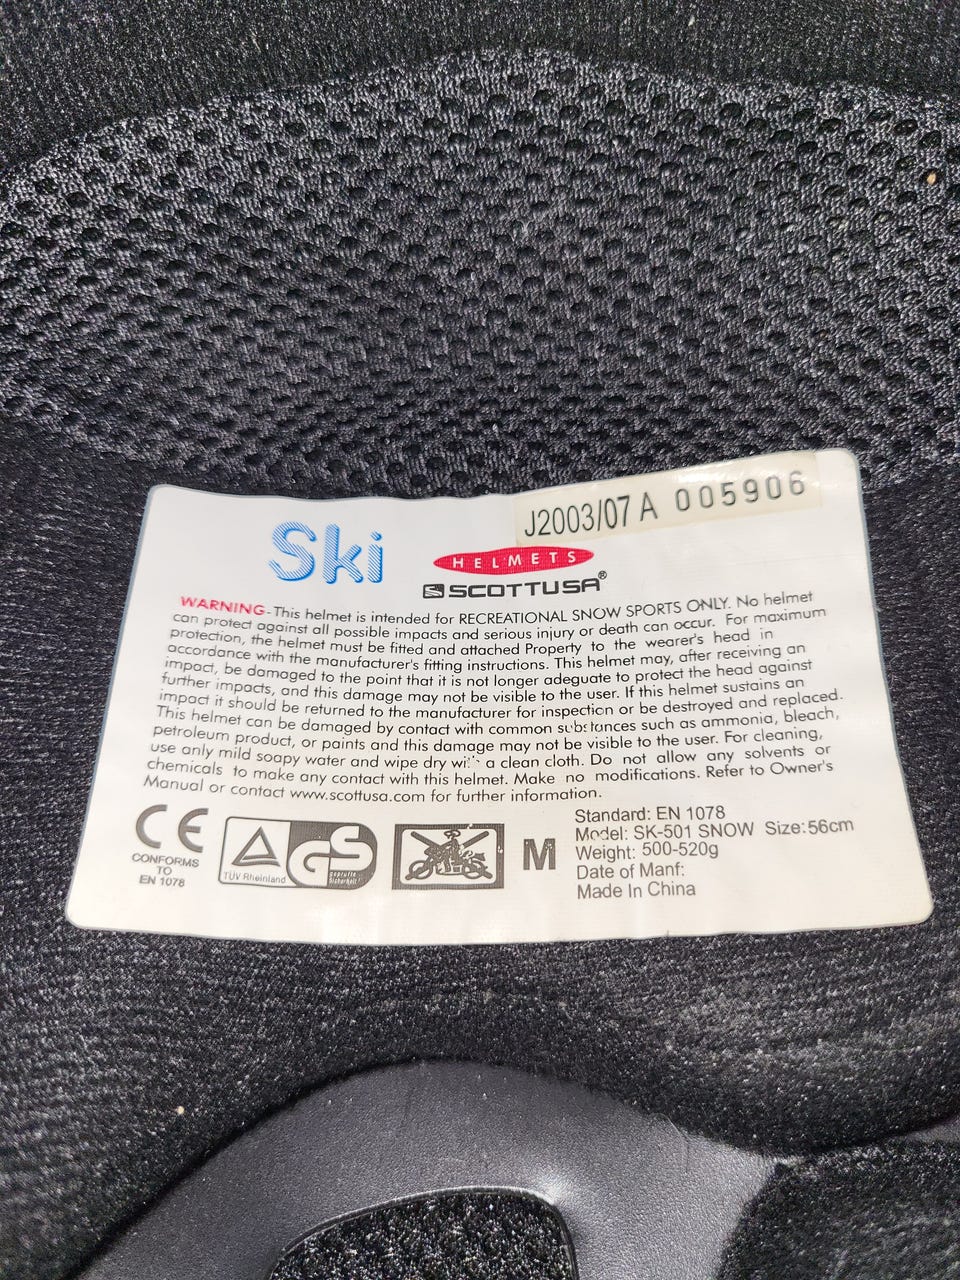 J2003/07 A 005906
Ski
HELMETS
SCOTTUSA®
WARNING-This helmet is intended for RECREATIONAL SNOW SPORTS ONLY. No helmet
can protect against all possible impacts and serious injury or death can occur. For maximum
protection, the helmet must be fitted and attached Property to the wearer's head in
accordance with the manufacturer's fitting instructions. This helmet may, after receiving an
impact, be damaged to the point that it is not longer adequate to protect the head against
further impacts, and this damage may not be visible to the user. If this helmet sustains an
impact it should be returned to the manufacturer for inspection or be destroyed and replaced.
This helmet can be damaged by contact with common substances such as ammonia, bleach,
petroleum product, or paints and this damage may not be visible to the user. For cleaning,
use anly mild soapy water and wipe dry with a clean cloth. Do not allow any solvents or
chemicals to make any contact with this helmet. Make no modifications. Refer to Owner's
Manual or contact www.scottusa.com for further information.
CE
CONFORMS
TO
EN 1078
TÜV Rheinland
GS
geprüfte
Sicherheit
M
Standard: EN 1078
Model: SK-501 SNOW Size:56cm
Weight: 500-520g
Date of Manf:
Made In China